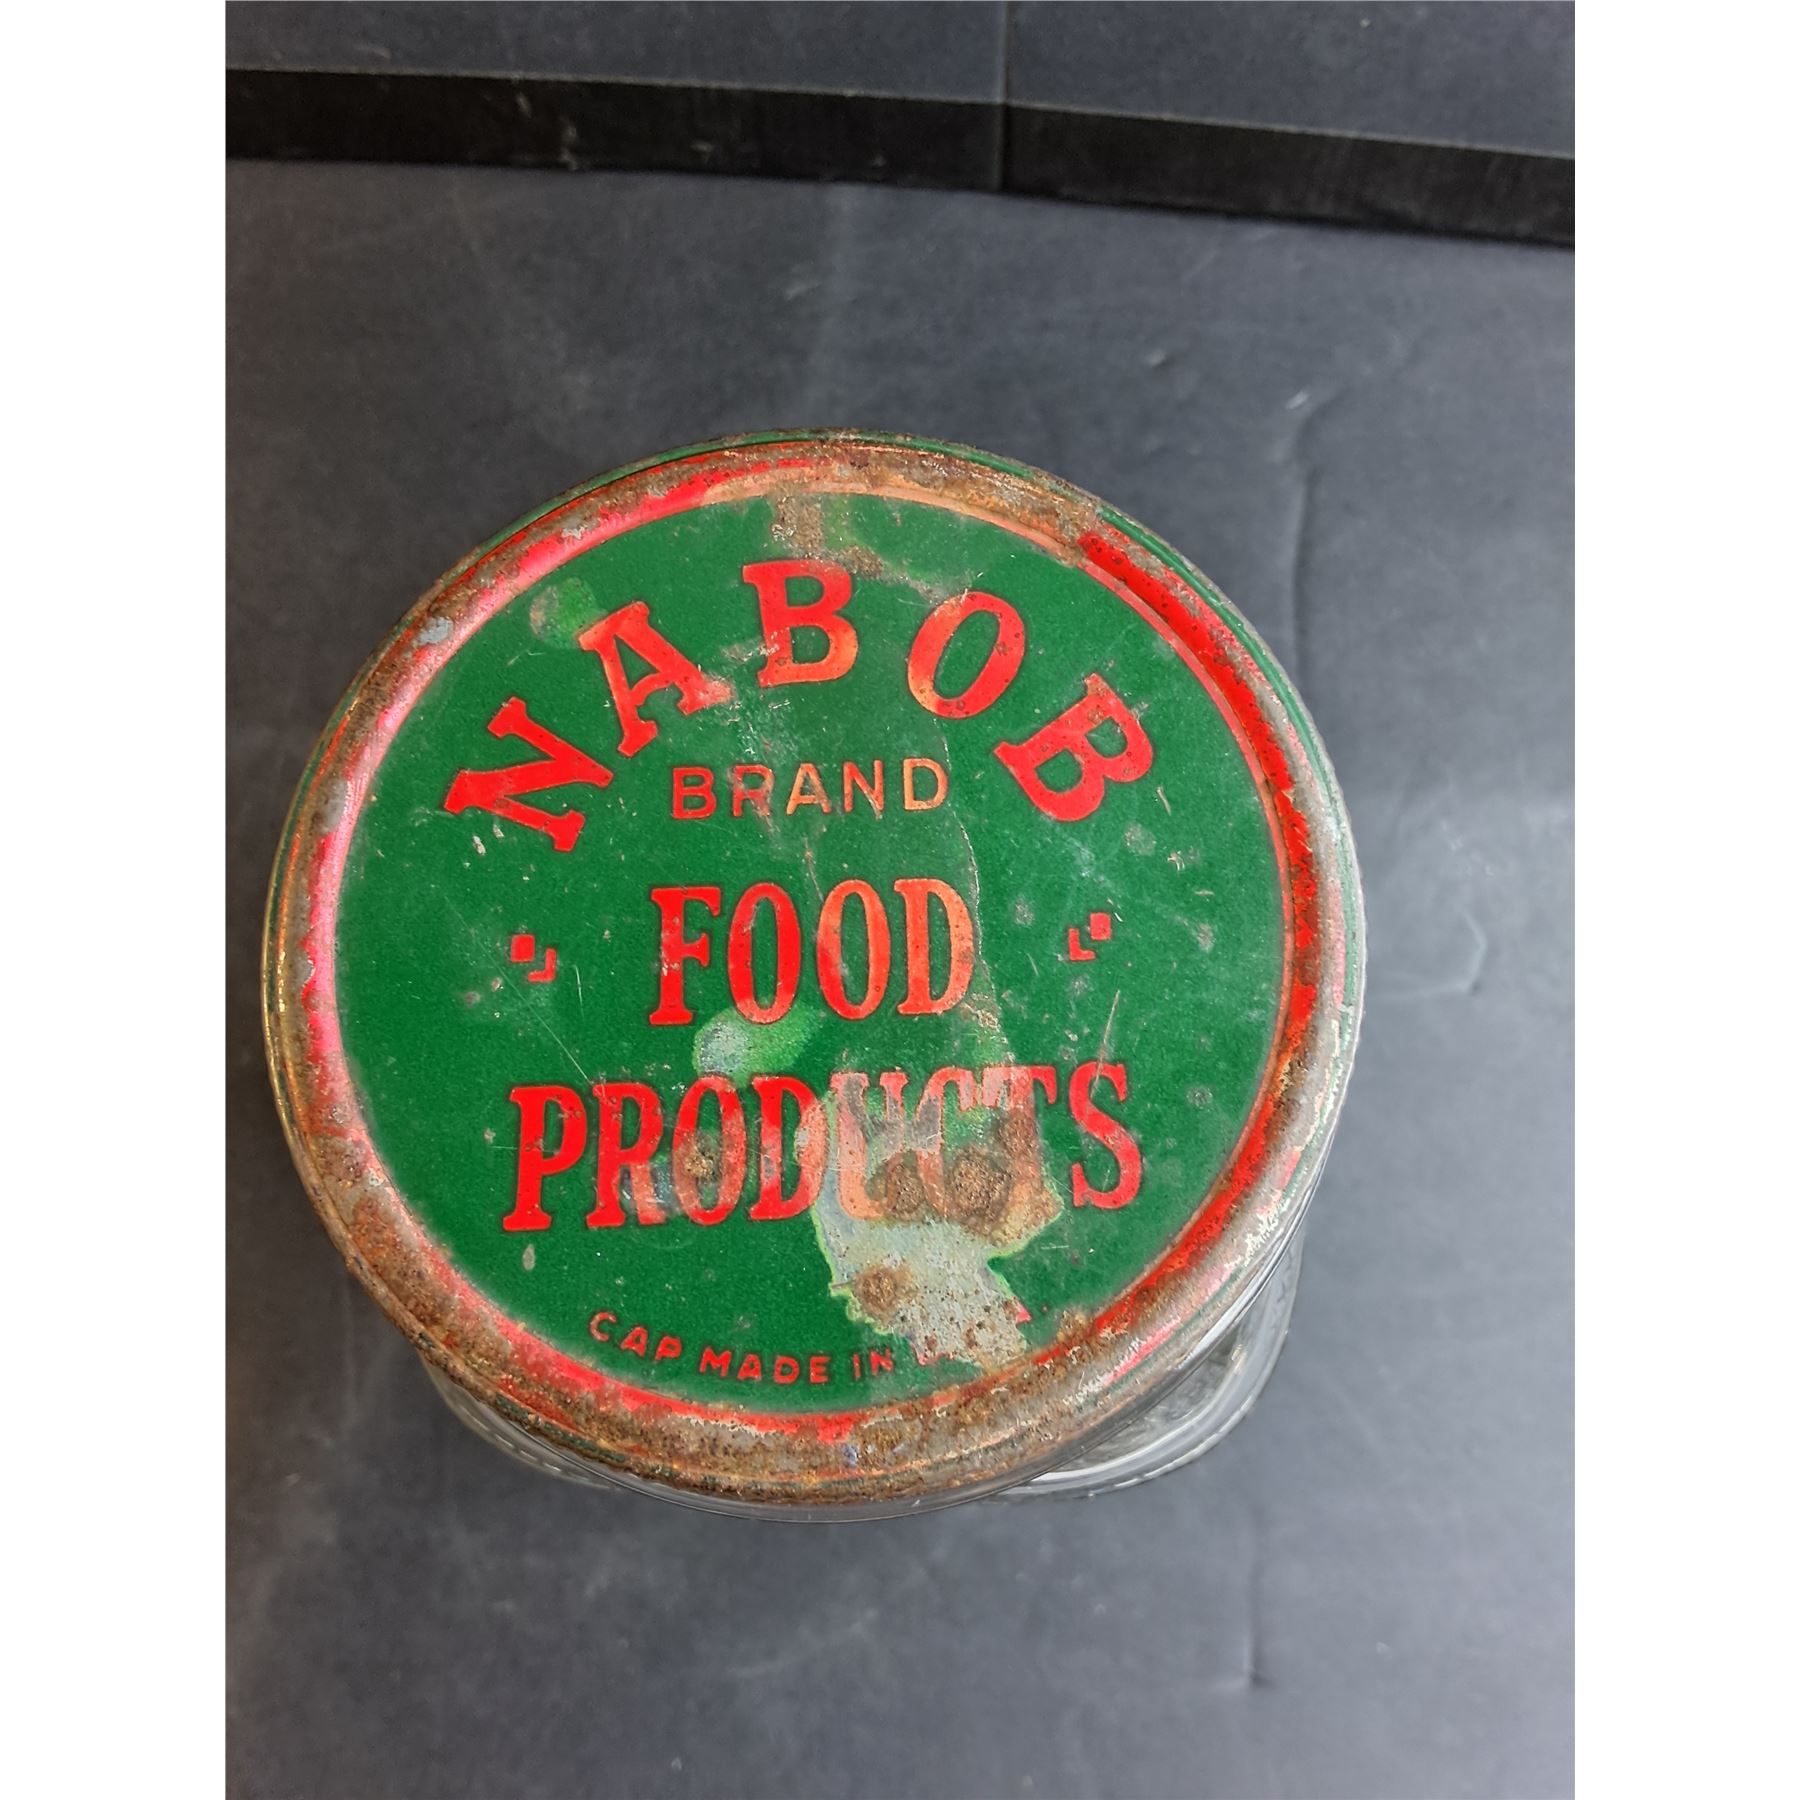 NABOB
BRAND
FOOD
PRODUCTS
CAP MADE IN